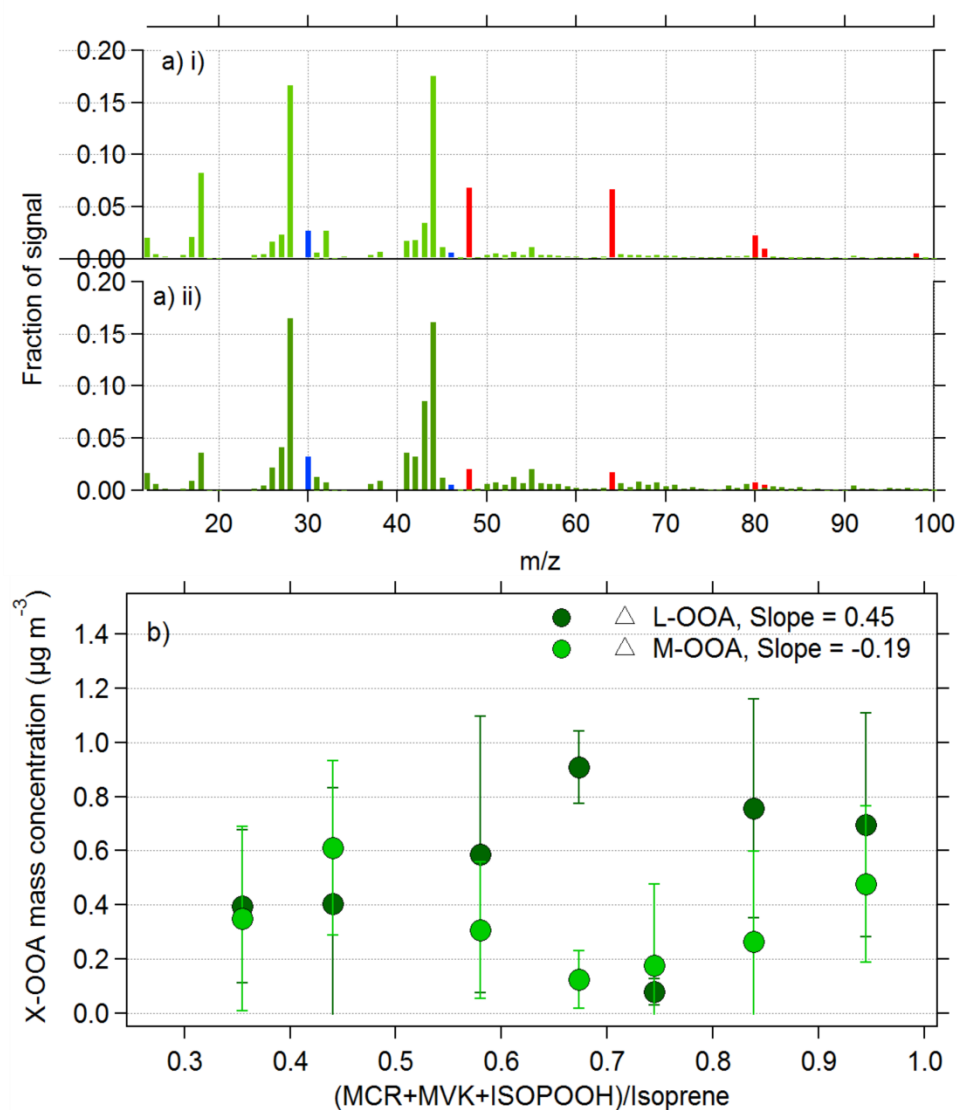 0.20
a) i)
0.15
0.10
0.05
0.00
0.20
a) ii)
0.15
0.10
0.05
0.00
Fraction of signal
20 30 40 50 60 70 80 90 100
m/z
b)
△ L-OOA, Slope = 0.45
△ M-OOA, Slope = -0.19
1.4
1.2
1.0
0.8
0.6
0.4
0.2
0.0
X-OOA mass concentration (µg m⁻³)
0.3 0.4 0.5 0.6 0.7 0.8 0.9 1.0
(MCR+MVK+ISOPOOH)/Isoprene